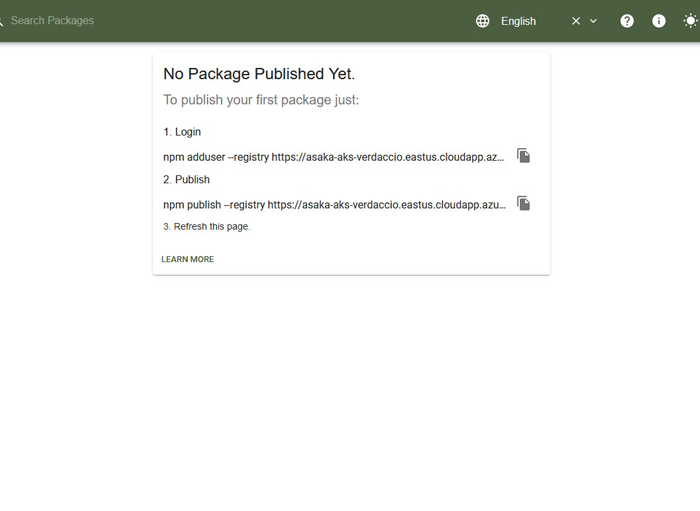 Search Packages
English
No Package Published Yet.
To publish your first package just:
1. Login
npm adduser --registry https://asaka-aks-verdaccio.eastus.cloudapp.az...
2. Publish
npm publish --registry https://asaka-aks-verdaccio.eastus.cloudapp.azu...
3. Refresh this page.
LEARN MORE